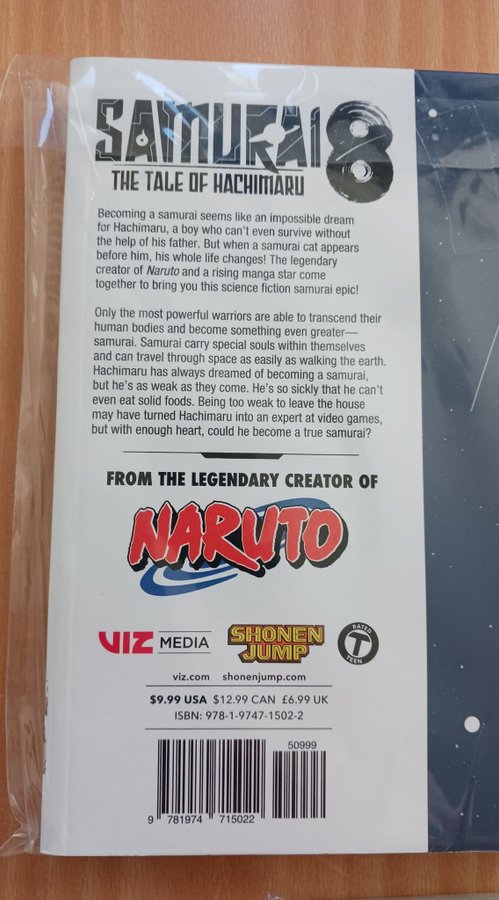 SAMURAI 8
THE TALE OF HACHIMARU
Becoming a samurai seems like an impossible dream
for Hachimaru, a boy who can't even survive without
the help of his father. But when a samurai cat appears
before him, his whole life changes! The legendary
creator of Naruto and a rising manga star come
together to bring you this science fiction samurai epic!
Only the most powerful warriors are able to transcend their
human bodies and become something even greater—
samurai. Samurai carry special souls within themselves
and can travel through space as easily as walking the earth.
Hachimaru has always dreamed of becoming a samurai,
but he's as weak as they come. He's so sickly that he can't
even eat solid foods. Being too weak to leave the house
may have turned Hachimaru into an expert at video games,
but with enough heart, could he become a true samurai?
FROM THE LEGENDARY CREATOR OF
NARUTO
VIZ MEDIA
SHONEN
JUMP
RATED
T
TEEN
viz.com shonenjump.com
$9.99 USA $12.99 CAN £6.99 UK
ISBN: 978-1-9747-1502-2
50999
9 781974 715022